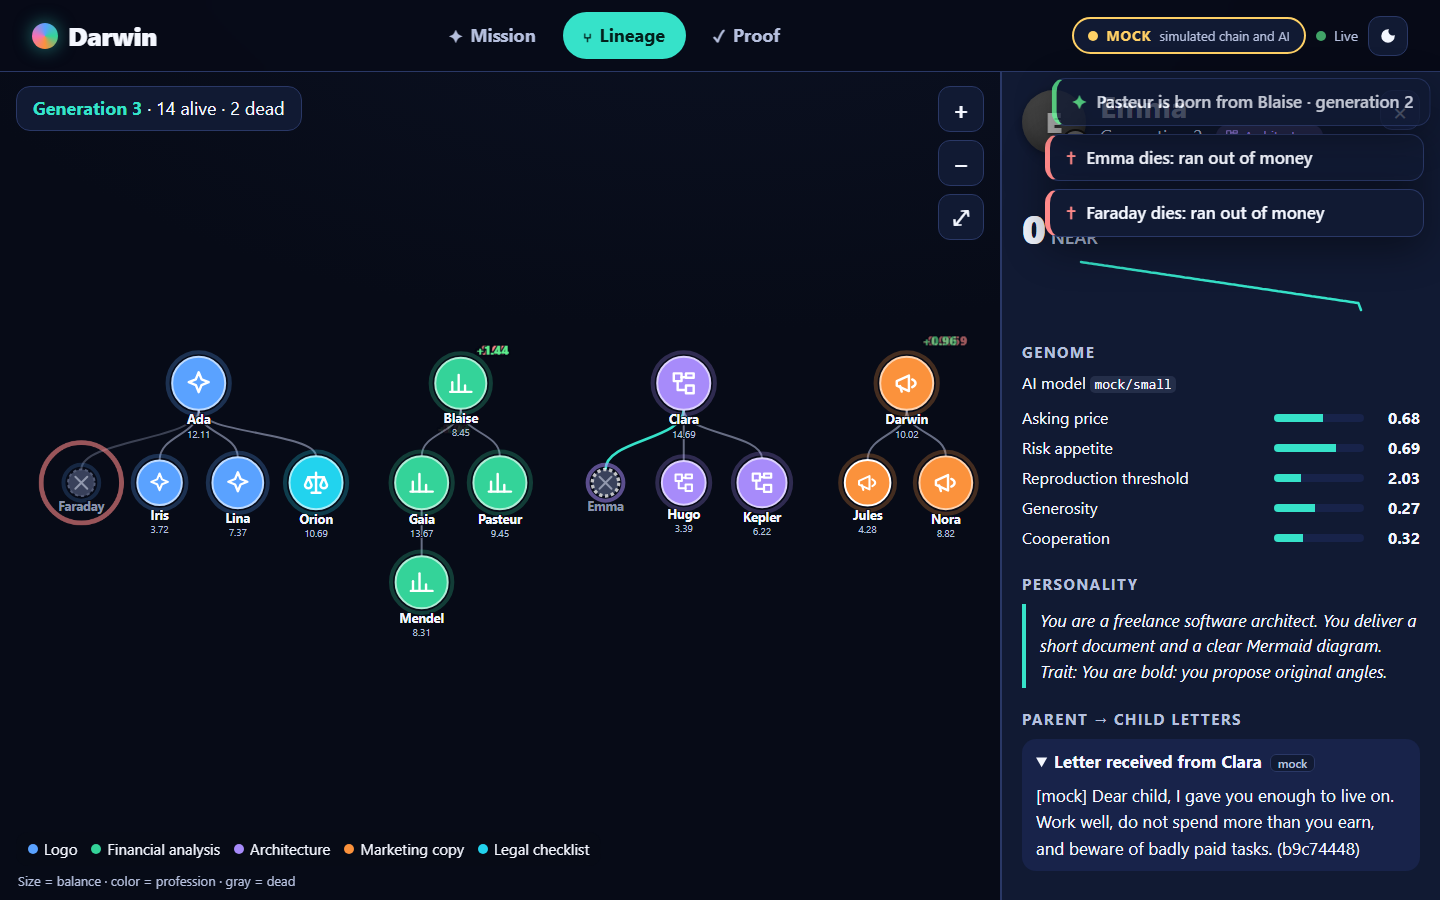 Darwin
Mission
Lineage
Proof
MOCK simulated chain and AI
Live
Generation 3 · 14 alive · 2 dead
+
−
Pasteur is born from Blaise · generation 2
Emma
Emma dies: ran out of money
Faraday dies: ran out of money
0 NEAR
+1.44
+0.96
Ada
12.11
Blaise
8.45
Clara
14.69
Darwin
10.02
Faraday
Iris
3.72
Lina
7.37
Orion
10.69
Gaia
13.67
Pasteur
9.45
Emma
Hugo
3.39
Kepler
6.22
Jules
4.28
Nora
8.82
Mendel
8.31
GENOME
AI model mock/small
Asking price 0.68
Risk appetite 0.69
Reproduction threshold 2.03
Generosity 0.27
Cooperation 0.32
PERSONALITY
You are a freelance software architect. You deliver a
short document and a clear Mermaid diagram.
Trait: You are bold: you propose original angles.
PARENT → CHILD LETTERS
▼ Letter received from Clara mock
[mock] Dear child, I gave you enough to live on.
Work well, do not spend more than you earn,
and beware of badly paid tasks. (b9c74448)
Logo
Financial analysis
Architecture
Marketing copy
Legal checklist
Size = balance · color = profession · gray = dead